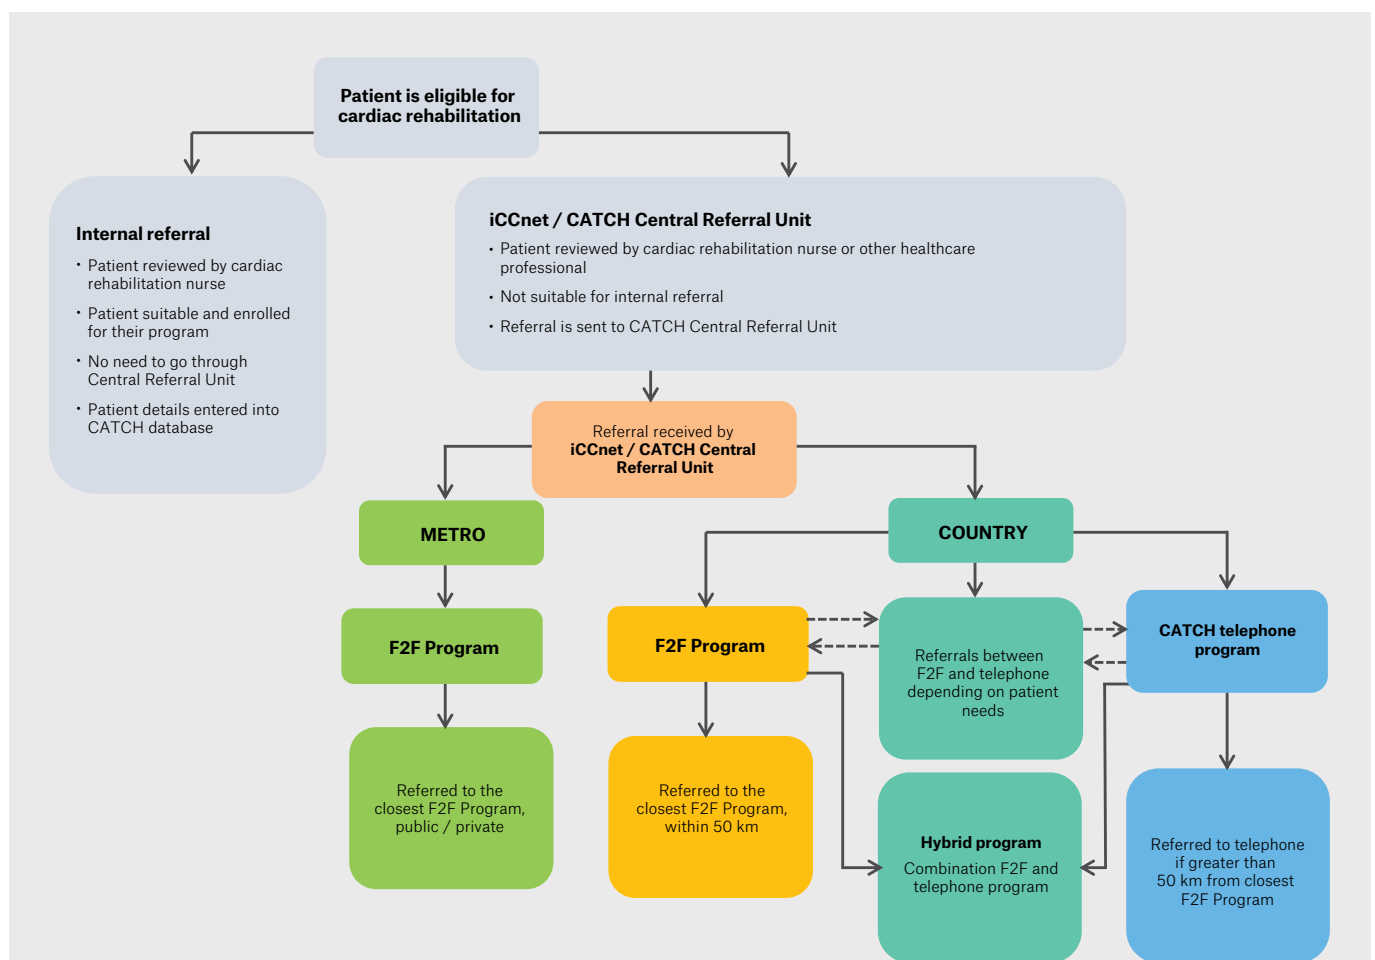 Patient is eligible for
cardiac rehabilitation
Internal referral
• Patient reviewed by cardiac
rehabilitation nurse
• Patient suitable and enrolled
for their program
• No need to go through
Central Referral Unit
• Patient details entered into
CATCH database
iCCnet / CATCH Central Referral Unit
• Patient reviewed by cardiac rehabilitation nurse or other healthcare
professional
• Not suitable for internal referral
• Referral is sent to CATCH Central Referral Unit
Referral received by
iCCnet / CATCH Central
Referral Unit
METRO
COUNTRY
F2F Program
F2F Program
Referrals between
F2F and telephone
depending on patient
needs
CATCH telephone
program
Referred to the
closest F2F Program,
public / private
Referred to the
closest F2F Program,
within 50 km
Hybrid program
Combination F2F and
telephone program
Referred to telephone
if greater than
50 km from closest
F2F Program